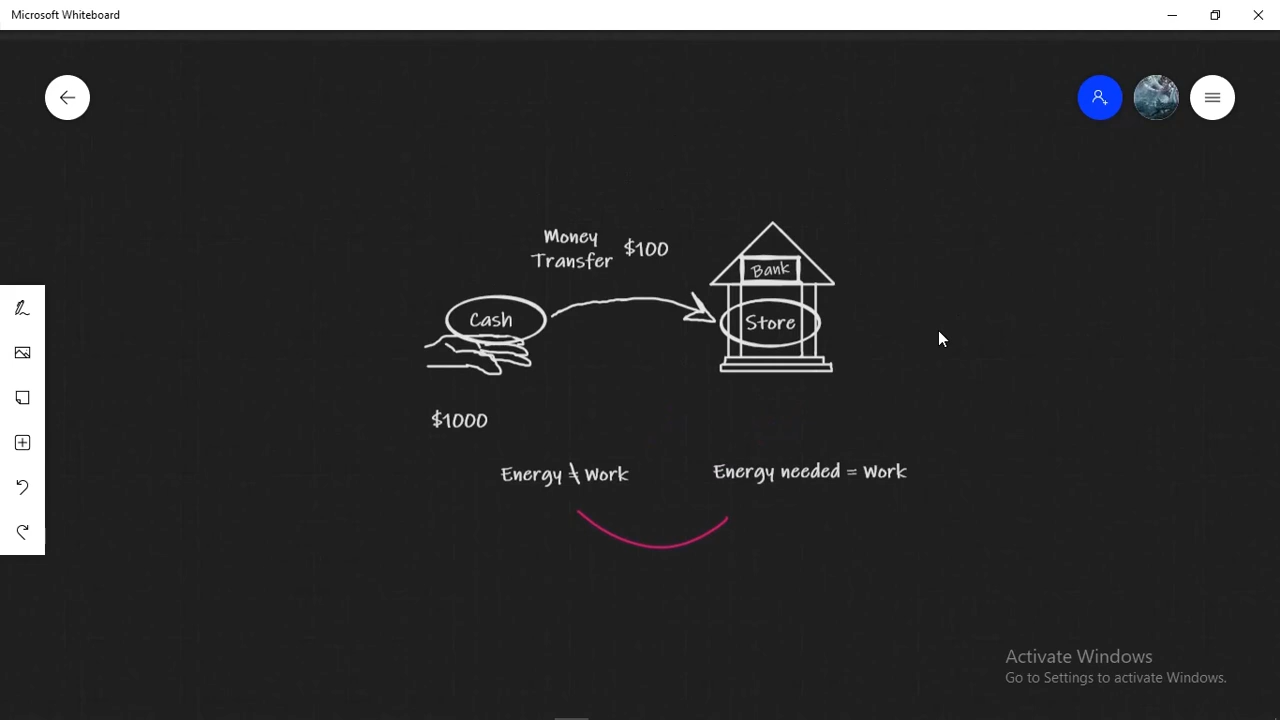 Microsoft Whiteboard
Money
Transfer $100
Bank
Cash
Store
$1000
Energy ≠ Work
Energy needed = Work
Activate Windows
Go to Settings to activate Windows.